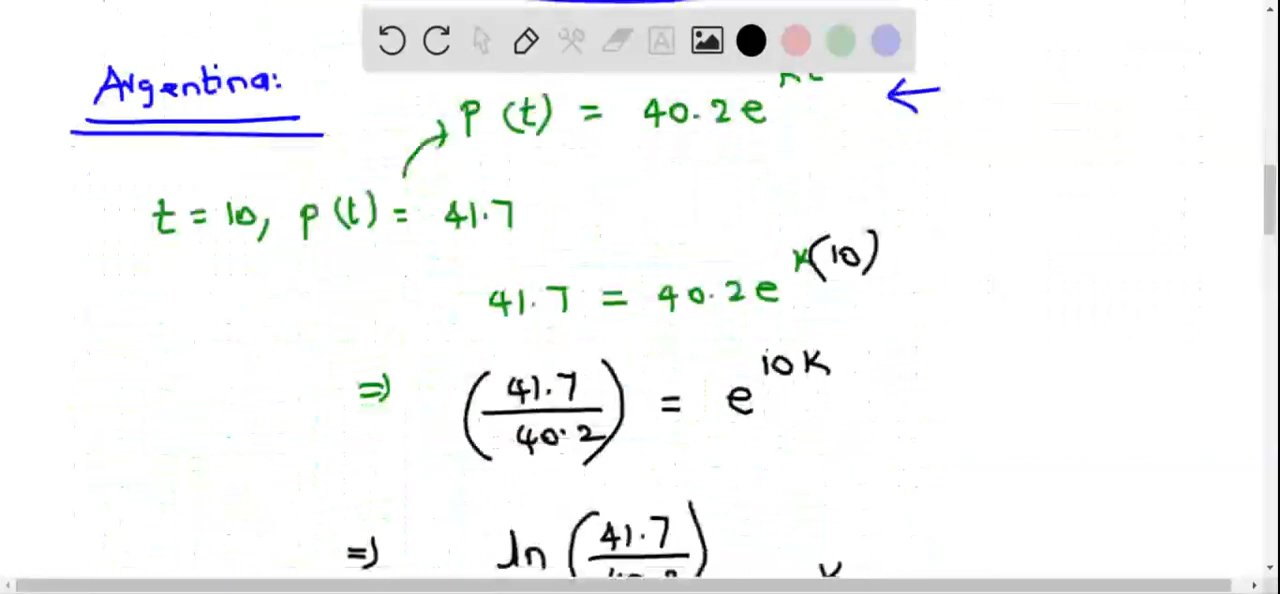 Argentina:
P(t) = 40.2e
t = 10, P(t) = 41.7
41.7 = 40.2e^K(10)
=> (41.7/40.2) = e^10K
=> ln (41.7/